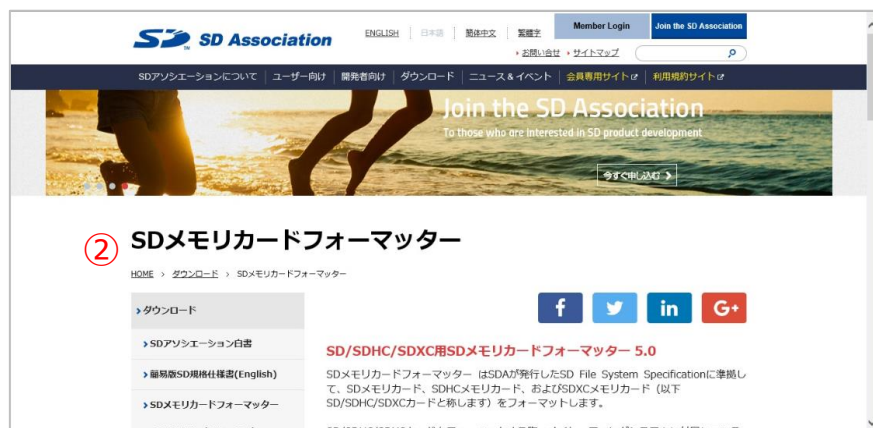 SD SD Association
TM
ENGLISH 日本語 簡体中文 繁體字
Member Login
Join the SD Association
お問い合せ サイトマップ
SDアソシエーションについて ユーザー向け 開発者向け ダウンロード ニュース & イベント 会員専用サイト 利用規約サイト
Join the SD Association
To those who are interested in SD product development
今すぐ申し込む
② SDメモリカードフォーマッター
HOME > ダウンロード > SDメモリカードフォーマッター
ダウンロード
f in G+
SDアソシエーション白書
SD/SDHC/SDXC用SDメモリカードフォーマッター 5.0
簡易版SD規格仕様書(English)
SDメモリカードフォーマッター はSDAが発行したSD File System Specificationに準拠し
て、SDメモリカード、SDHCメモリカード、およびSDXCメモリカード（以下
SD/SDHC/SDXCカードと称します）をフォーマットします。
SDメモリカードフォーマッター